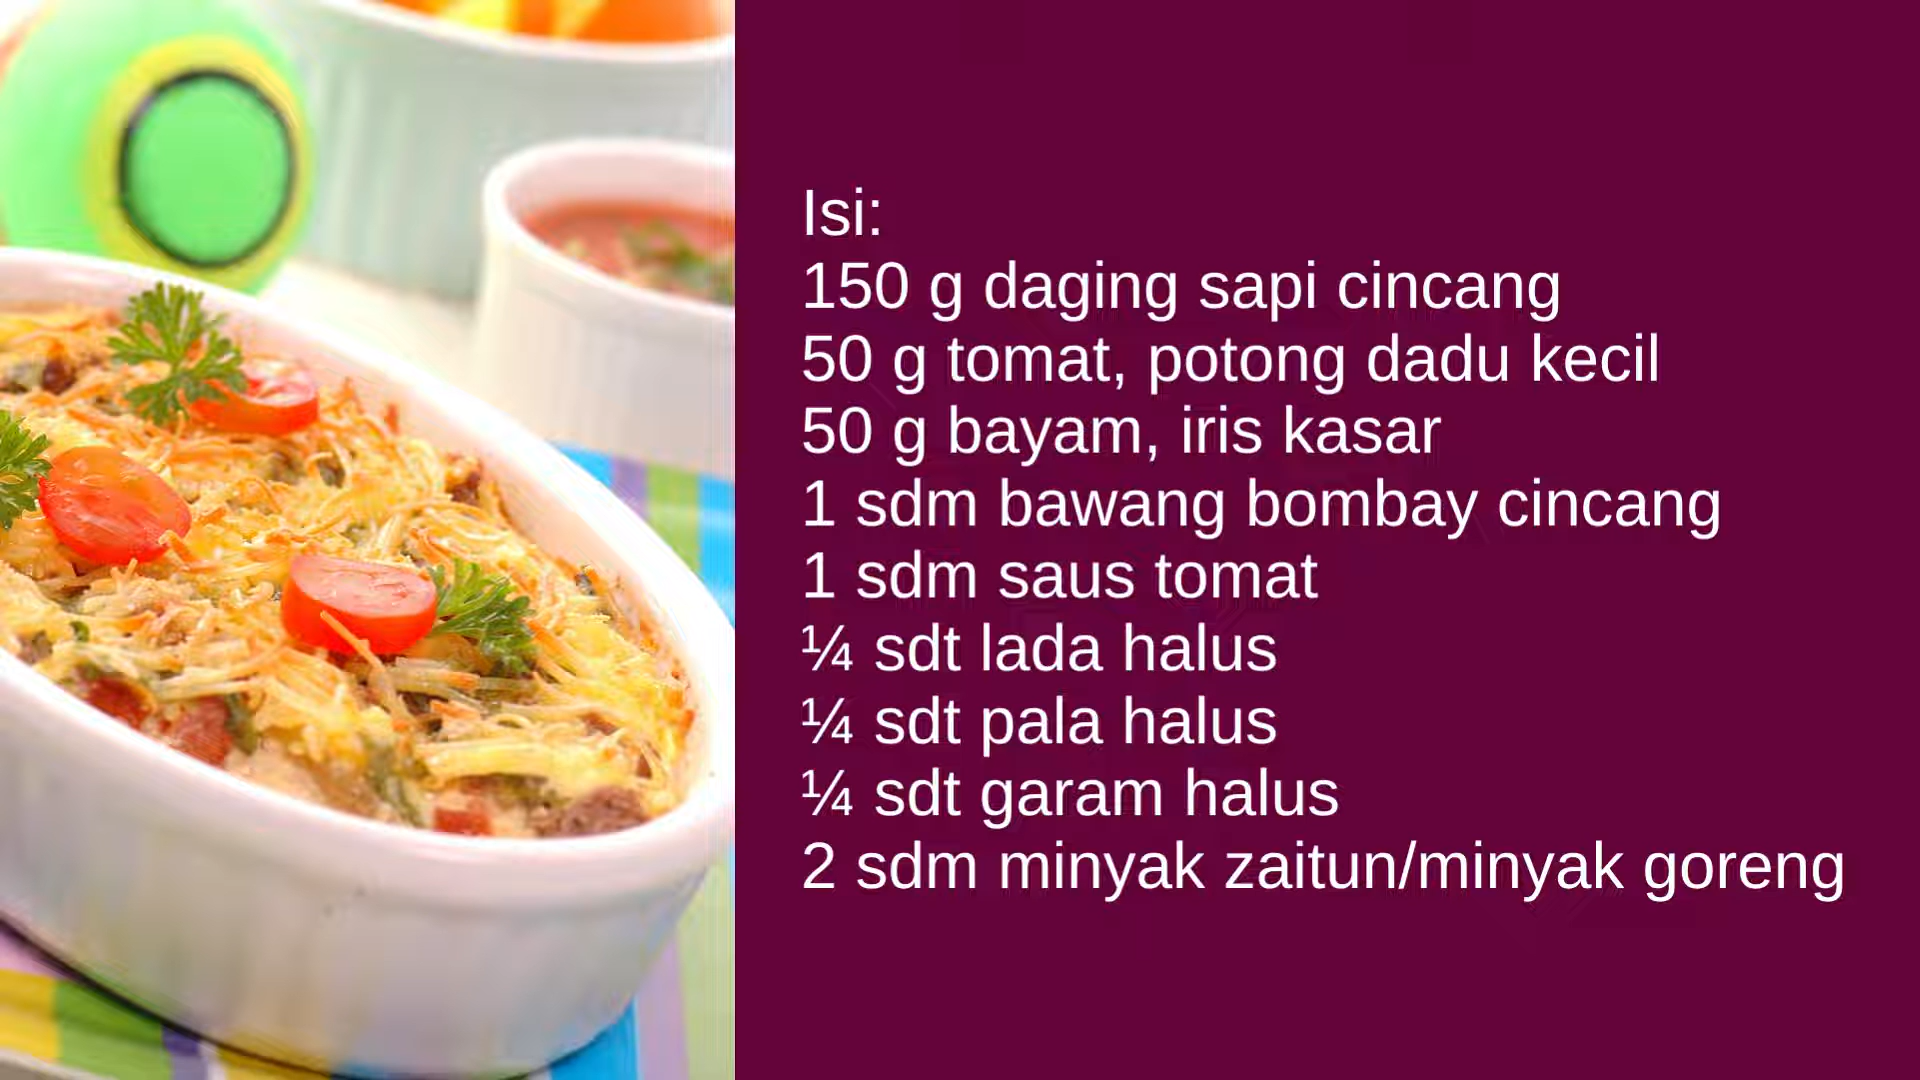 Isi:
150 g daging sapi cincang
50 g tomat, potong dadu kecil
50 g bayam, iris kasar
1 sdm bawang bombay cincang
1 sdm saus tomat
¼ sdt lada halus
¼ sdt pala halus
¼ sdt garam halus
2 sdm minyak zaitun/minyak goreng